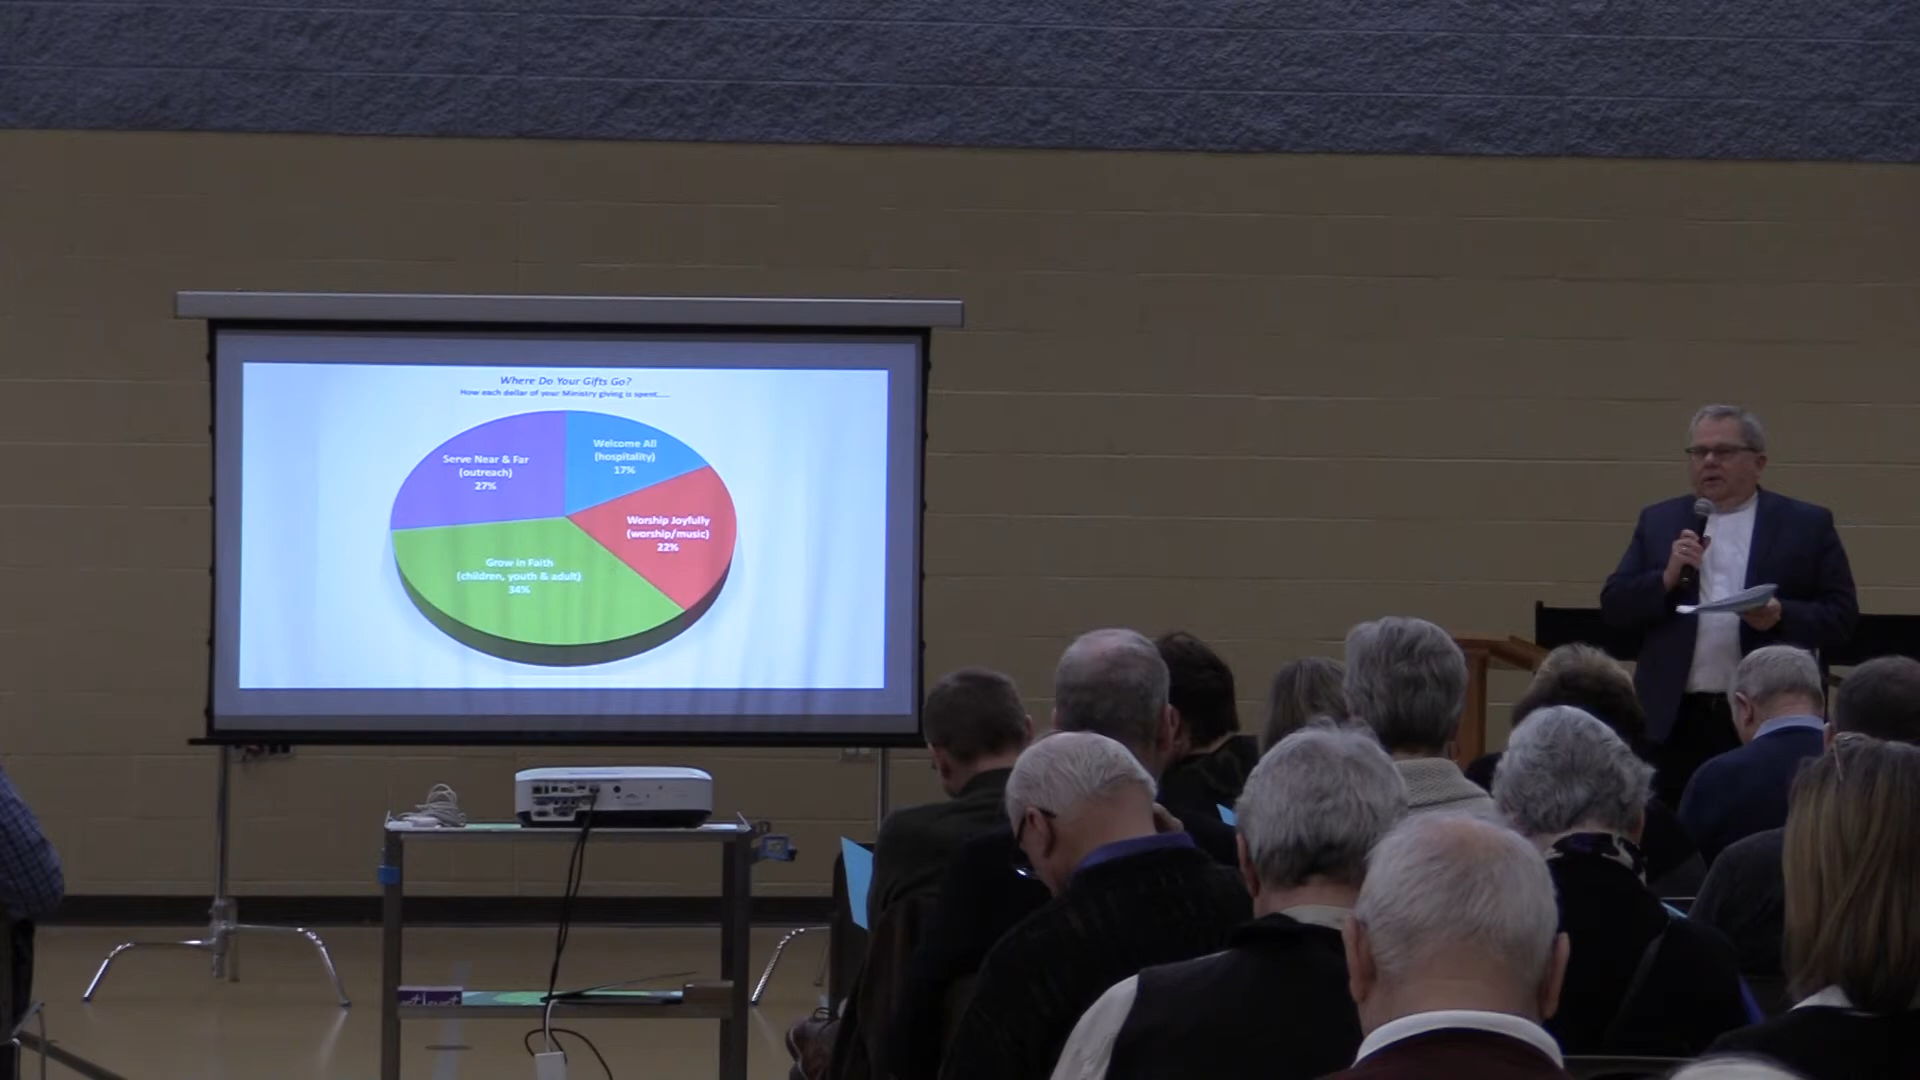 Where Do Your Gifts Go?
How each dollar of your Ministry giving is spent.....
Welcome All
(hospitality)
17%
Serve Near & Far
(outreach)
27%
Worship Joyfully
(worship/music)
22%
Grow in Faith
(children, youth & adult)
34%